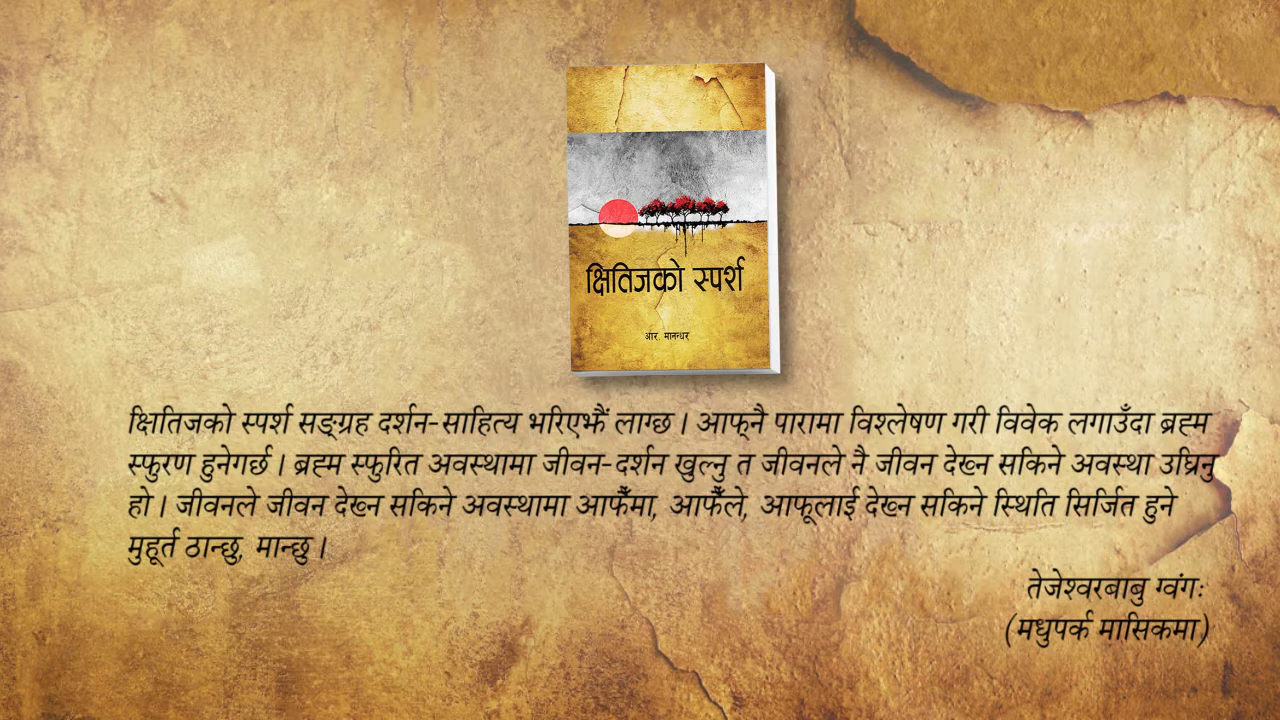 क्षितिजको स्पर्श
आर. मानन्धर
क्षितिजको स्पर्श सङ्ग्रह दर्शन-साहित्य भरिएझैं लाग्छ । आफ्नै पारामा विश्लेषण गरी विवेक लगाउँदा ब्रह्म
स्फुरण हुनेगर्छ । ब्रह्म स्फुरित अवस्थामा जीवन-दर्शन खुल्नु त जीवनले नै जीवन देख्न सकिने अवस्था उघ्रिनु
हो । जीवनले जीवन देख्न सकिने अवस्थामा आफैँमा, आफैँले, आफूलाई देख्न सकिने स्थिति सिर्जित हुने
मुहूर्त ठान्छु, मान्छु ।
तेजेश्वरबाबु ग्वंगः
(मधुपर्क मासिकमा)